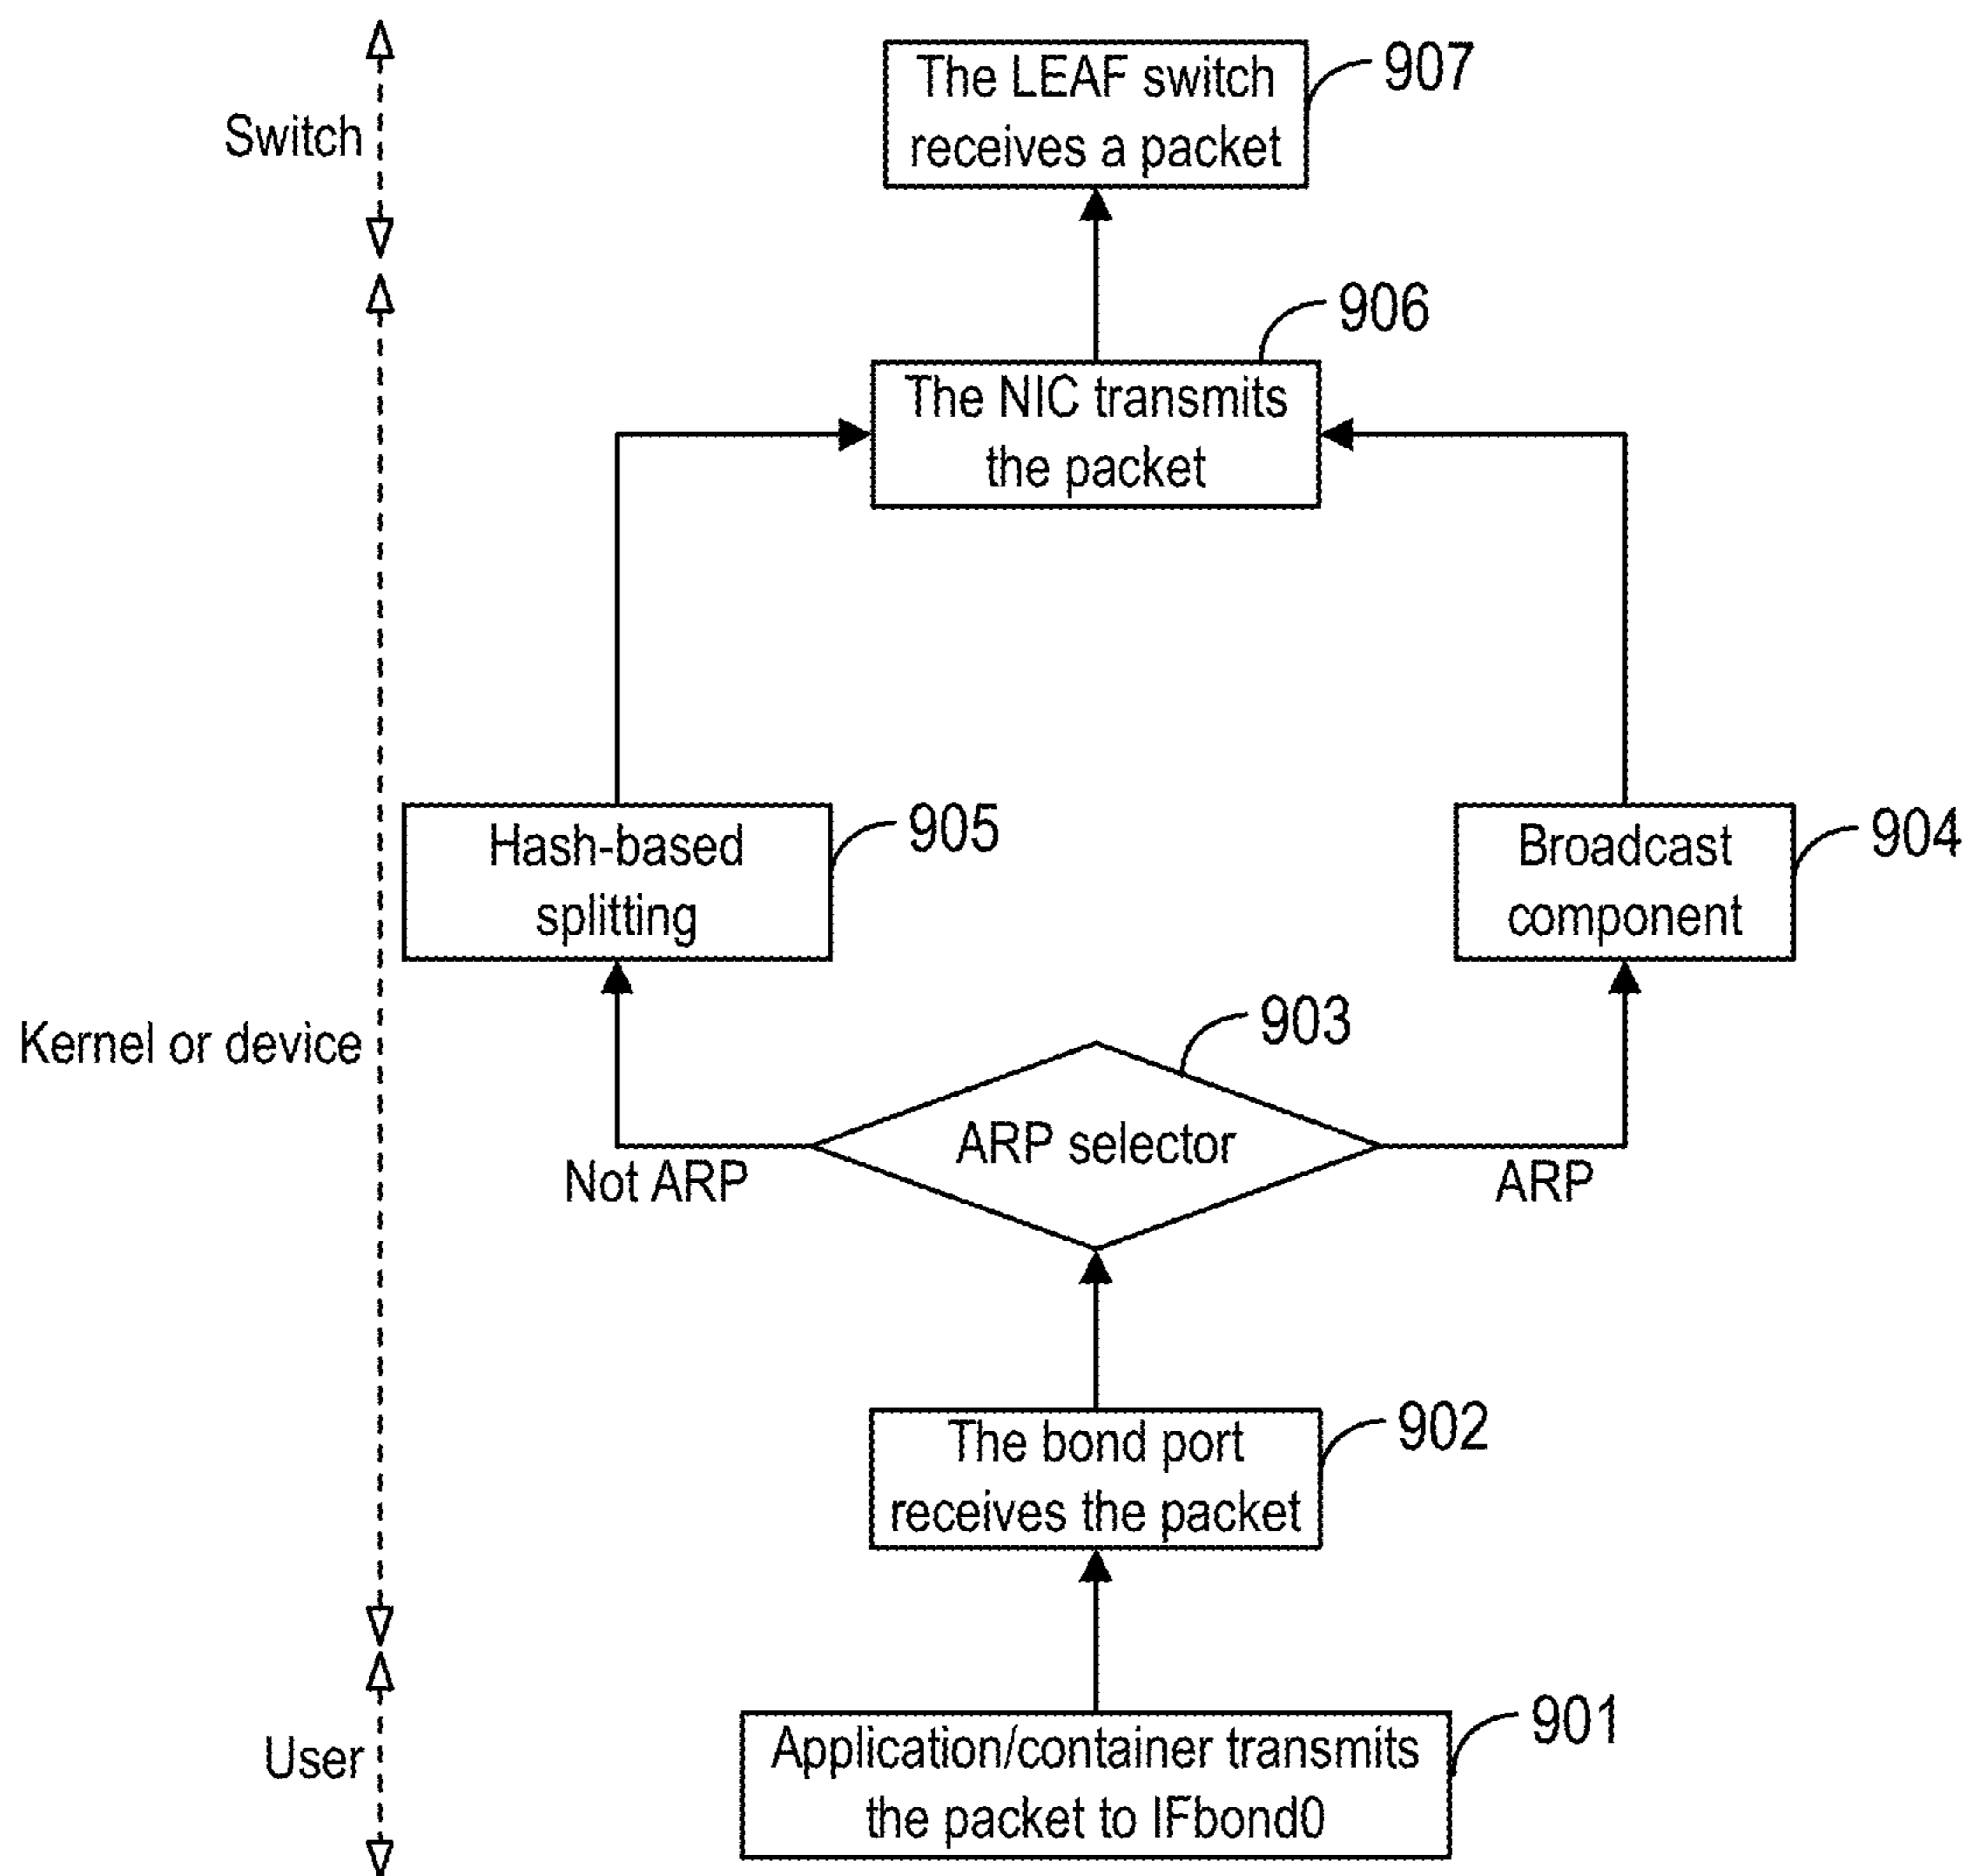 The LEAF switch
receives a packet
907
Switch
906
The NIC transmits
the packet
Hash-based
splitting
905
Broadcast
component
904
Kernel or device
903
ARP selector
Not ARP
ARP
The bond port
receives the packet
902
User
Application/container transmits
the packet to IFbond0
901